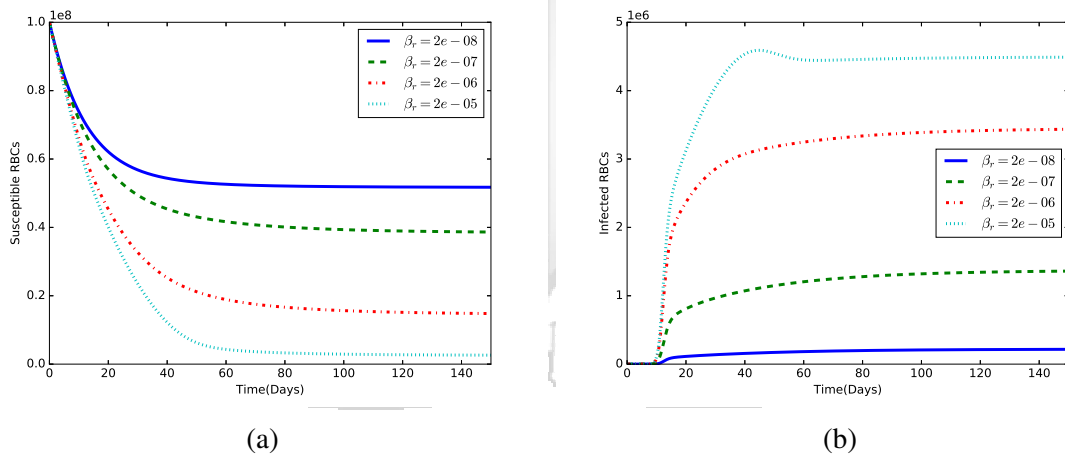 1e8
1.0
0.8
0.6
0.4
0.2
0.0
Susceptible RBCs
β_r = 2e − 08
β_r = 2e − 07
β_r = 2e − 06
β_r = 2e − 05
0 20 40 60 80 100 120 140
Time(Days)
(a)
1e6
5
4
3
2
1
0
Infected RBCs
β_r = 2e − 08
β_r = 2e − 07
β_r = 2e − 06
β_r = 2e − 05
0 20 40 60 80 100 120 140
Time(Days)
(b)